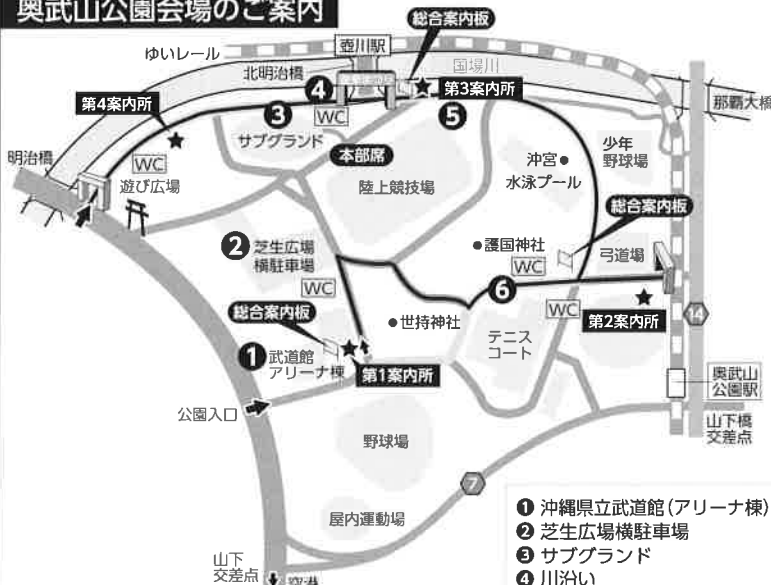 奥武山公園会場のご案内
総合案内板
壺川駅
ゆいレール
北明治橋
国場川
第4案内所
❹
第3案内所
那覇大橋
❸
WC
❺
サブグランド
明治橋
WC
本部席
沖宮
少年
野球場
遊び広場
陸上競技場
水泳プール
総合案内板
❷
芝生広場
横駐車場
護国神社
弓道場
WC
WC
❻
総合案内板
世持神社
WC
第2案内所
14
テニス
コート
❶
武道館
アリーナ棟
第1案内所
奥武山
公園駅
公園入口
山下橋
交差点
野球場
7
屋内運動場
❶ 沖縄県立武道館(アリーナ棟)
❷ 芝生広場横駐車場
❸ サブグランド
❹ 川沿い
山下
交差点
空港